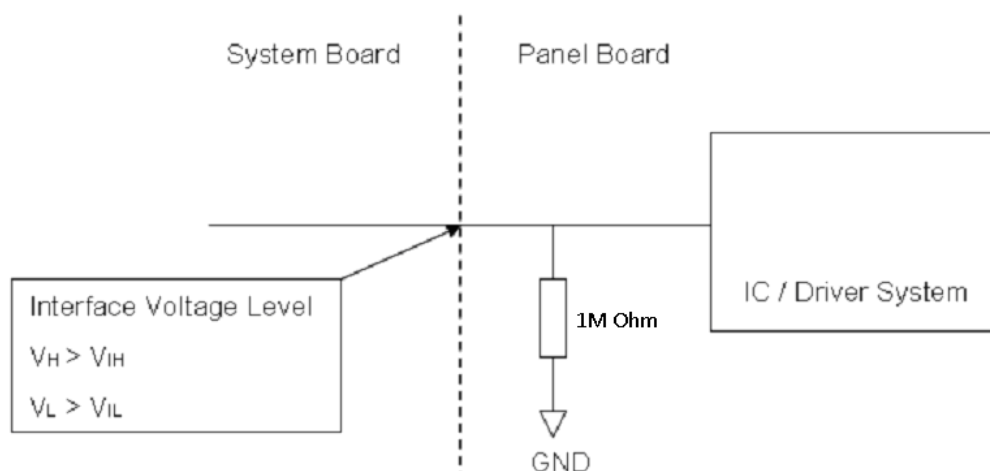 System Board
Panel Board
Interface Voltage Level
VH > VIH
VL > VIL
1M Ohm
IC / Driver System
GND